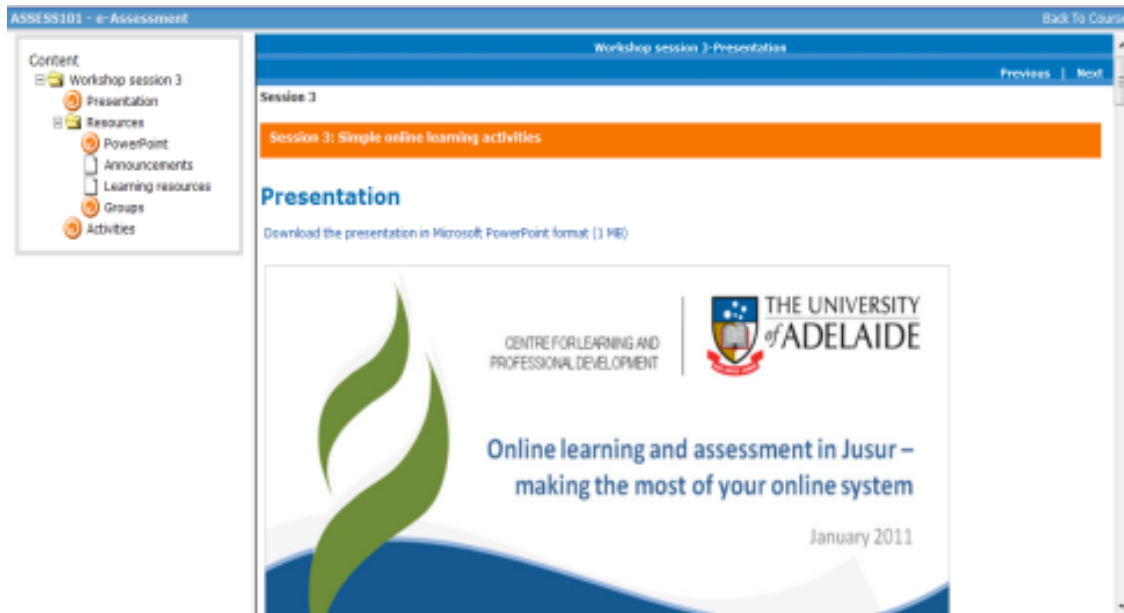 ASSESS101 - e-Assessment
Back To Course
Content
Workshop session 3
Presentation
Resources
PowerPoint
Announcements
Learning resources
Groups
Activities
Workshop session 3-Presentation
Previous | Next
Session 3
Session 3: Simple online learning activities
Presentation
Download the presentation in Microsoft PowerPoint format (1 MB)
CENTRE FOR LEARNING AND
PROFESSIONAL DEVELOPMENT
THE UNIVERSITY
of ADELAIDE
Online learning and assessment in Jusur –
making the most of your online system
January 2011